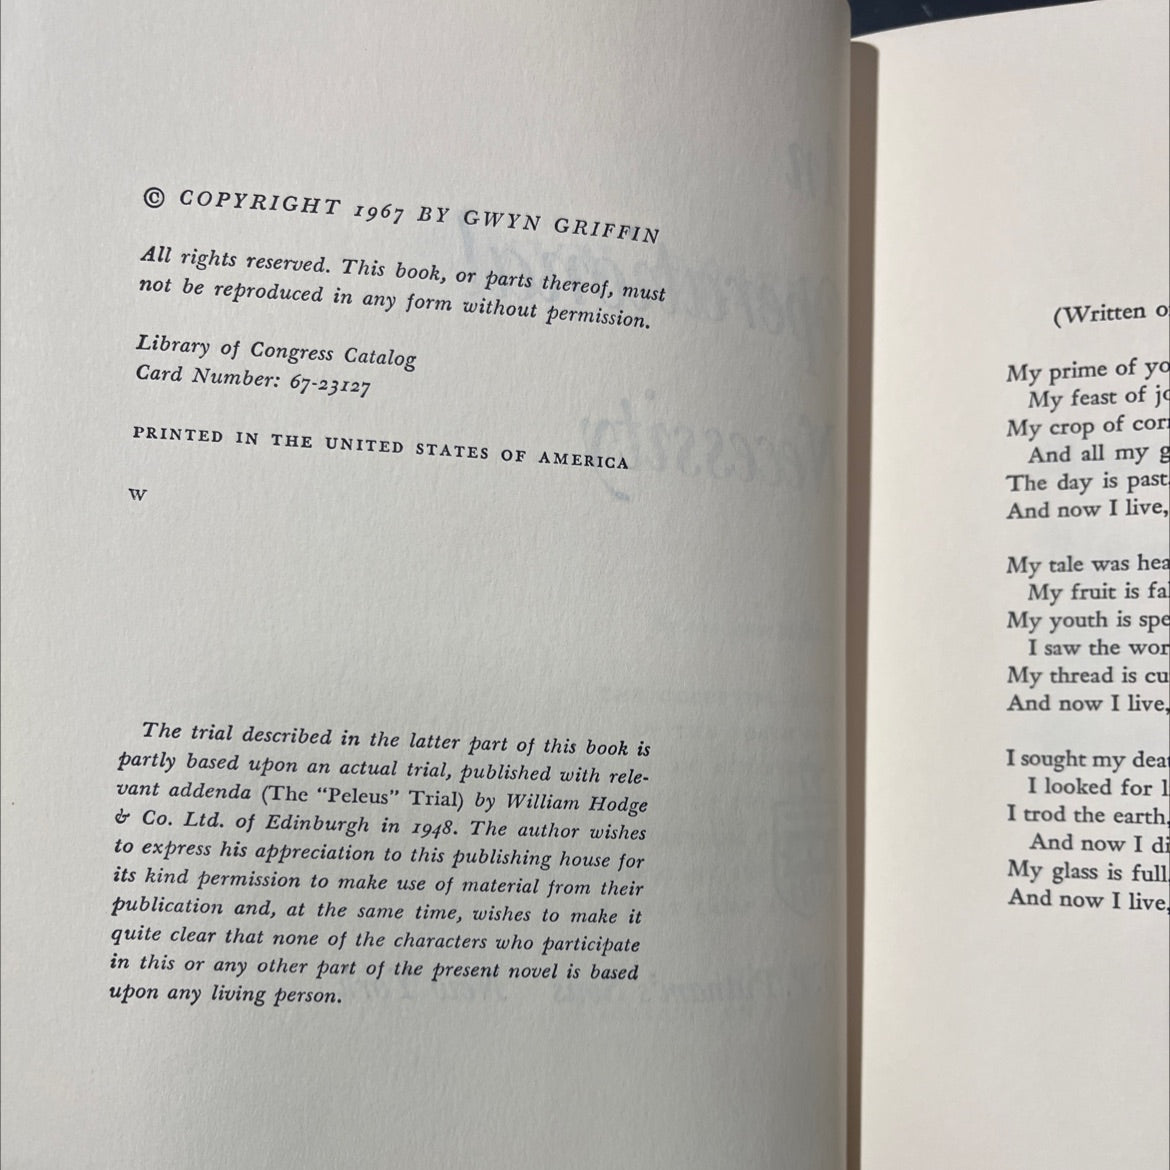 © COPYRIGHT 1967 BY GWYN GRIFFIN
All rights reserved. This book, or parts thereof, must
not be reproduced in any form without permission.
Library of Congress Catalog
Card Number: 67-23127
PRINTED IN THE UNITED STATES OF AMERICA
W
The trial described in the latter part of this book is
partly based upon an actual trial, published with rele-
vant addenda (The “Peleus” Trial) by William Hodge
& Co. Ltd. of Edinburgh in 1948. The author wishes
to express his appreciation to this publishing house for
its kind permission to make use of material from their
publication and, at the same time, wishes to make it
quite clear that none of the characters who participate
in this or any other part of the present novel is based
upon any living person.
(Written
My prime of
My feast of
My crop of
And all my
The day is past
And now I live,
My tale was
My fruit is
My youth is
I saw the
My thread is
And now I live,
I sought my
I looked for
I trod the earth,
And now I
My glass is full
And now I live,